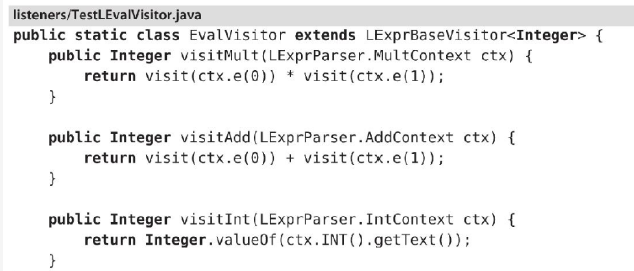 listeners/TestLEvalVisitor.java
public static class EvalVisitor extends LExprBaseVisitor<Integer> {
    public Integer visitMult(LExprParser.MultContext ctx) {
        return visit(ctx.e(0)) * visit(ctx.e(1));
    }

    public Integer visitAdd(LExprParser.AddContext ctx) {
        return visit(ctx.e(0)) + visit(ctx.e(1));
    }

    public Integer visitInt(LExprParser.IntContext ctx) {
        return Integer.valueOf(ctx.INT().getText());
    }